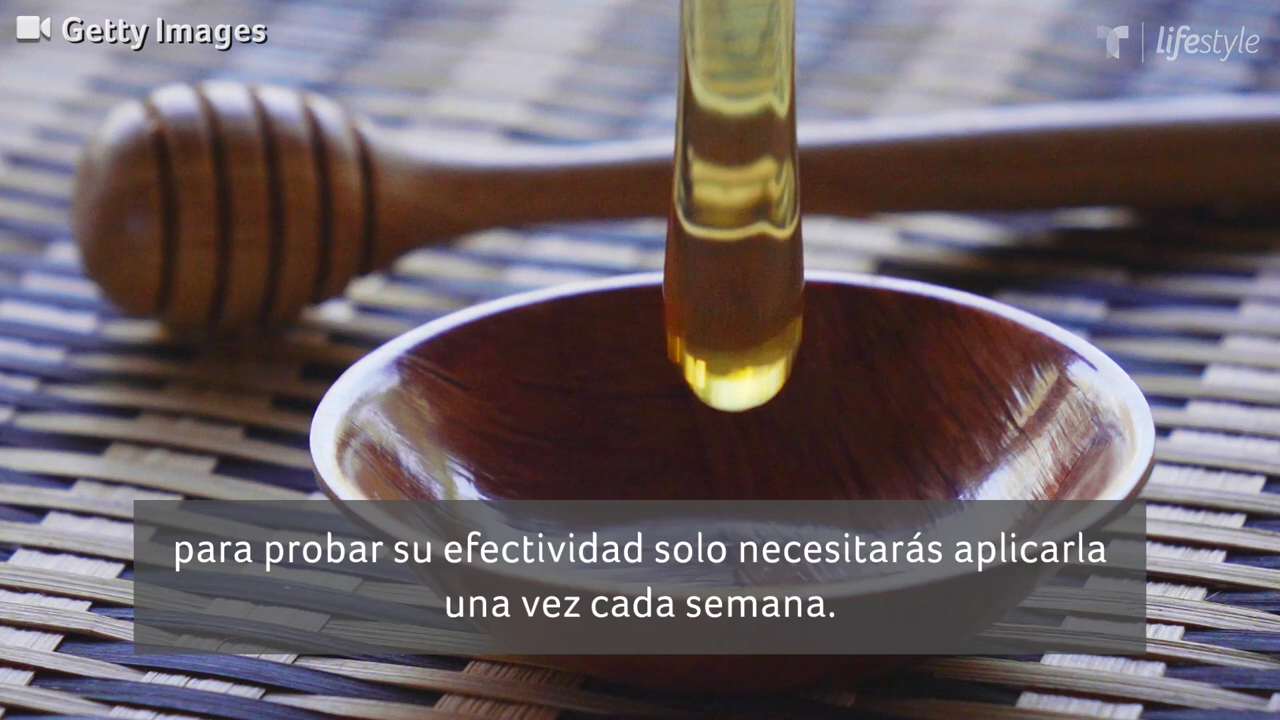 Getty Images
lifestyle
para probar su efectividad solo necesitarás aplicarla
una vez cada semana.